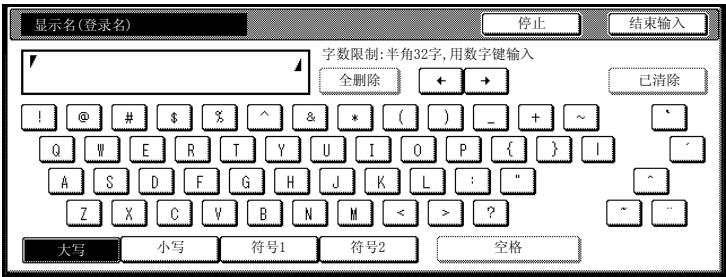 显示名(登录名) 停止 结束输入
字数限制:半角32字,用数字键输入
全删除 ← → 已清除
! @ # $ % ^ & * ( ) _ + ~ `
Q W E R T Y U I O P { } | ´
A S D F G H J K L : " ^
Z X C V B N M < > ? ~ ¨
大写 小写 符号1 符号2 空格